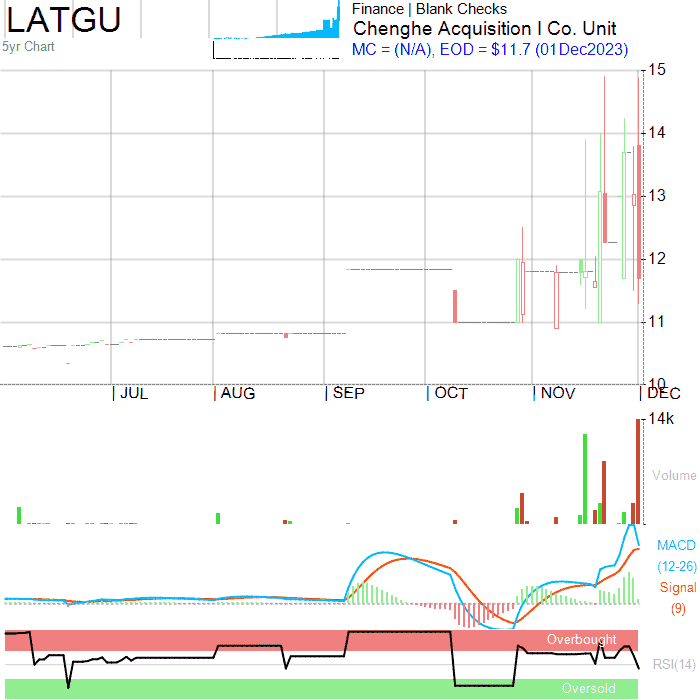 LATGU
5yr Chart
Finance | Blank Checks
Chenghe Acquisition I Co. Unit
MC = (N/A), EOD = $11.7 (01Dec2023)
15
14
13
12
11
10
JUL AUG SEP OCT NOV DEC
14k
Volume
MACD
(12-26)
Signal
(9)
Overbought
RSI(14)
Oversold